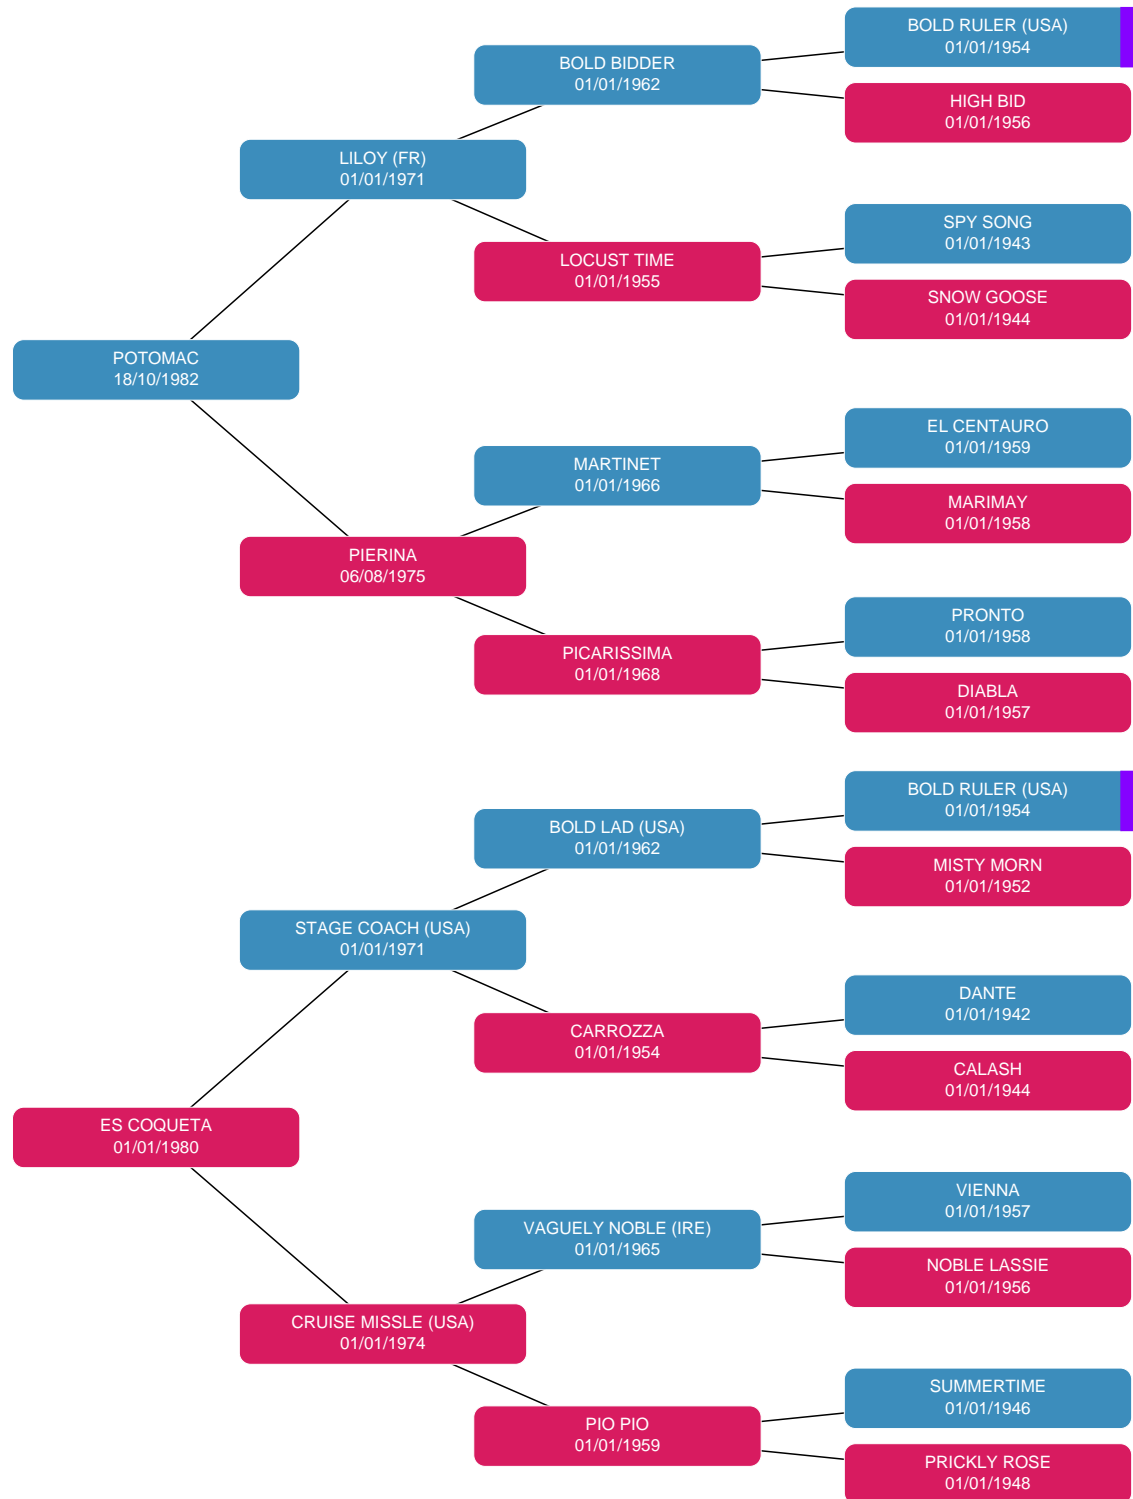 BOLD RULER (USA)
01/01/1954
BOLD BIDDER
01/01/1962
HIGH BID
01/01/1956
LILOY (FR)
01/01/1971
SPY SONG
01/01/1943
LOCUST TIME
01/01/1955
SNOW GOOSE
01/01/1944
POTOMAC
18/10/1982
EL CENTAURO
01/01/1959
MARTINET
01/01/1966
MARIMAY
01/01/1958
PIERINA
06/08/1975
PRONTO
01/01/1958
PICARISSIMA
01/01/1968
DIABLA
01/01/1957
BOLD RULER (USA)
01/01/1954
BOLD LAD (USA)
01/01/1962
MISTY MORN
01/01/1952
STAGE COACH (USA)
01/01/1971
DANTE
01/01/1942
CARROZZA
01/01/1954
CALASH
01/01/1944
ES COQUETA
01/01/1980
VIENNA
01/01/1957
VAGUELY NOBLE (IRE)
01/01/1965
NOBLE LASSIE
01/01/1956
CRUISE MISSLE (USA)
01/01/1974
SUMMERTIME
01/01/1946
PIO PIO
01/01/1959
PRICKLY ROSE
01/01/1948